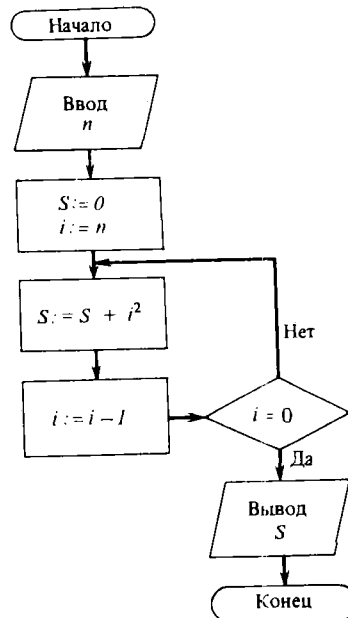 Начало
Ввод
n
S:=0
i:=n
S:=S + i²
Нет
i:=i-1
i=0
Да
Вывод
S
Конец